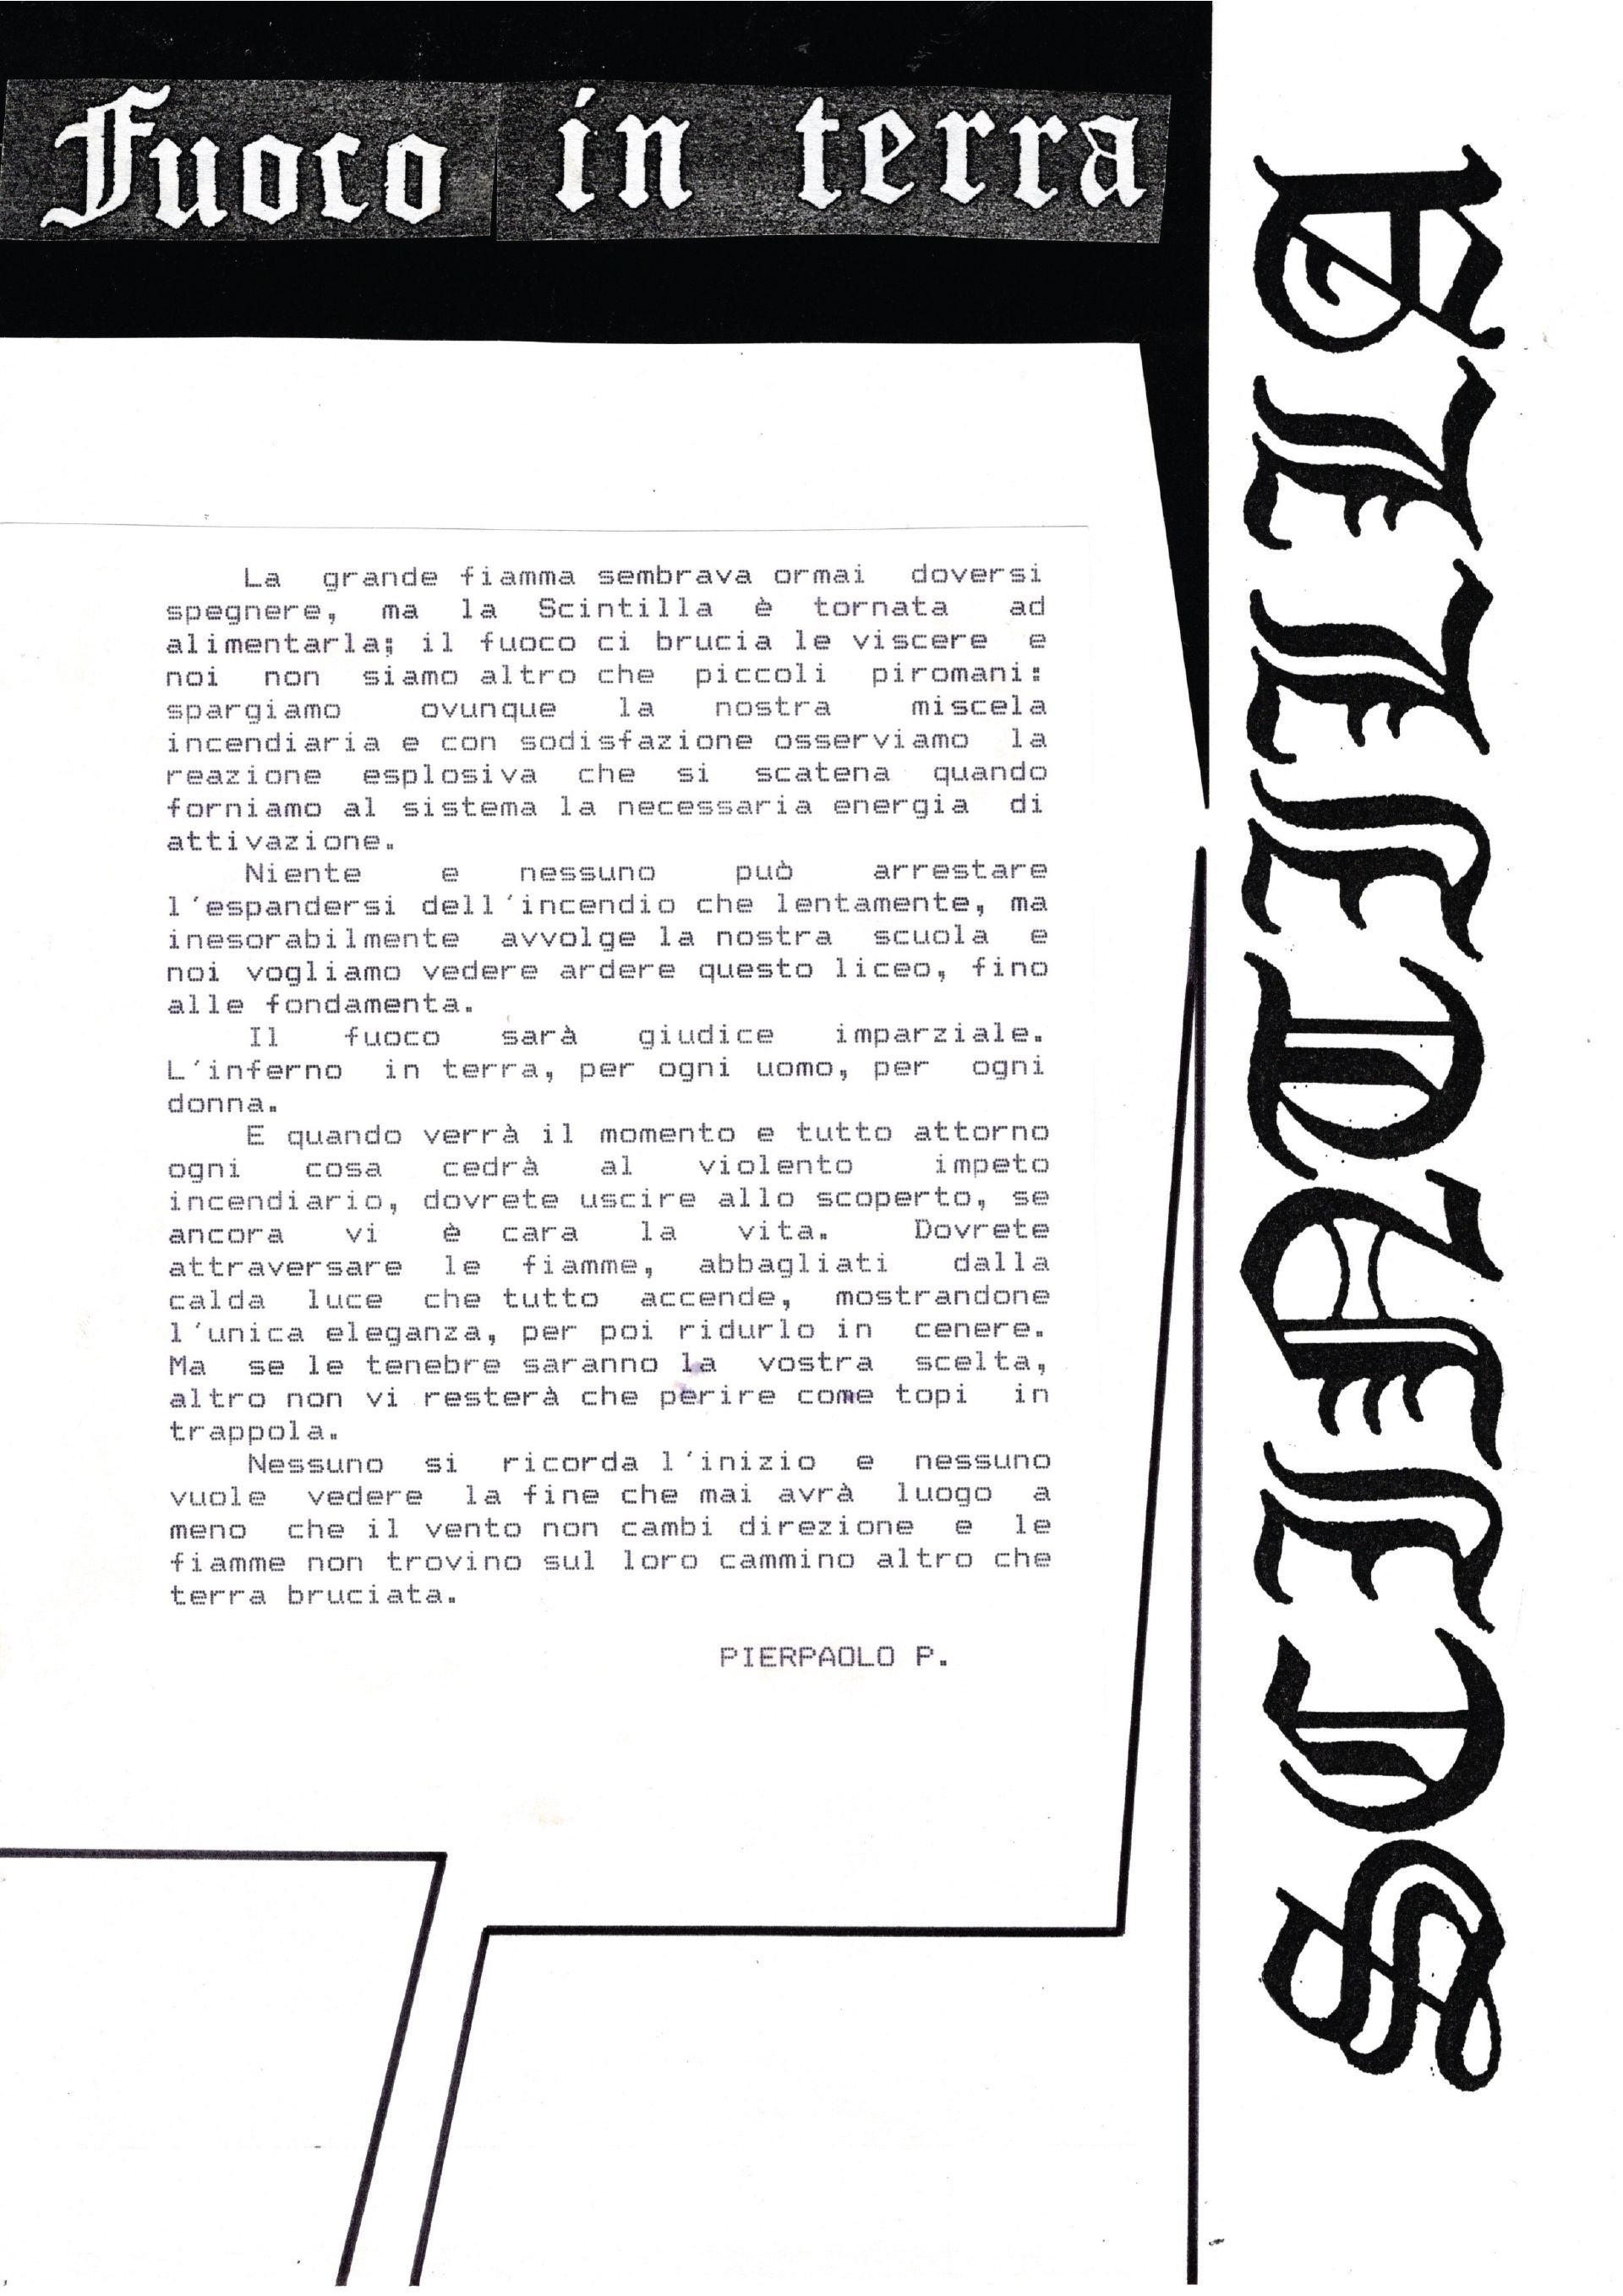 Fuoco in terra
SCINTILLA
La grande fiamma sembrava ormai doversi
spegnere, ma la Scintilla è tornata ad
alimentarla; il fuoco ci brucia le viscere e
noi non siamo altro che piccoli piromani:
spargiamo ovunque la nostra miscela
incendiaria e con sodisfazione osserviamo la
reazione esplosiva che si scatena quando
forniamo al sistema la necessaria energia di
attivazione.
Niente e nessuno può arrestare
l'espandersi dell'incendio che lentamente, ma
inesorabilmente avvolge la nostra scuola e
noi vogliamo vedere ardere questo liceo, fino
alle fondamenta.
Il fuoco sarà giudice imparziale.
L'inferno in terra, per ogni uomo, per ogni
donna.
E quando verrà il momento e tutto attorno
ogni cosa cedrà al violento impeto
incendiario, dovrete uscire allo scoperto, se
ancora vi è cara la vita. Dovrete
attraversare le fiamme, abbagliati dalla
calda luce che tutto accende, mostrandone
l'unica eleganza, per poi ridurlo in cenere.
Ma se le tenebre saranno la vostra scelta,
altro non vi resterà che perire come topi in
trappola.
Nessuno si ricorda l'inizio e nessuno
vuole vedere la fine che mai avrà luogo a
meno che il vento non cambi direzione e le
fiamme non trovino sul loro cammino altro che
terra bruciata.
PIERPAOLO P.